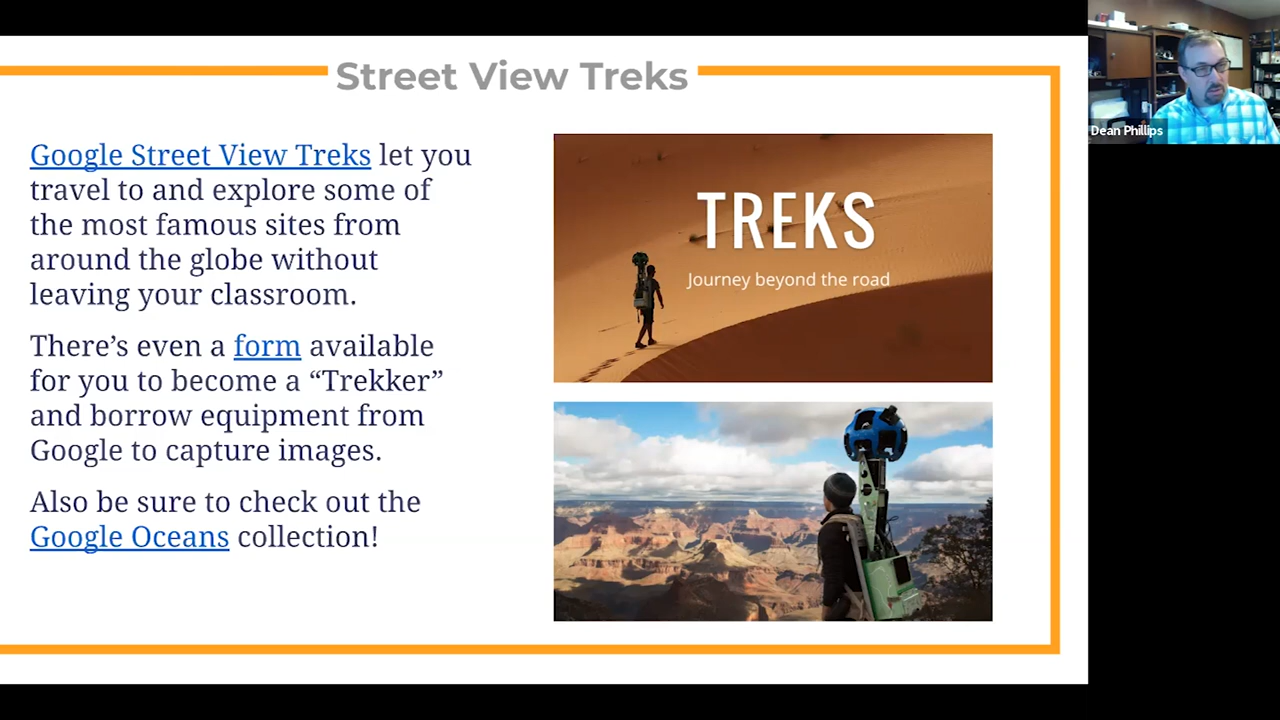 Street View Treks
Dean Phillips
Google Street View Treks let you
travel to and explore some of
the most famous sites from
around the globe without
leaving your classroom.
There’s even a form available
for you to become a “Trekker”
and borrow equipment from
Google to capture images.
Also be sure to check out the
Google Oceans collection!
TREKS
Journey beyond the road